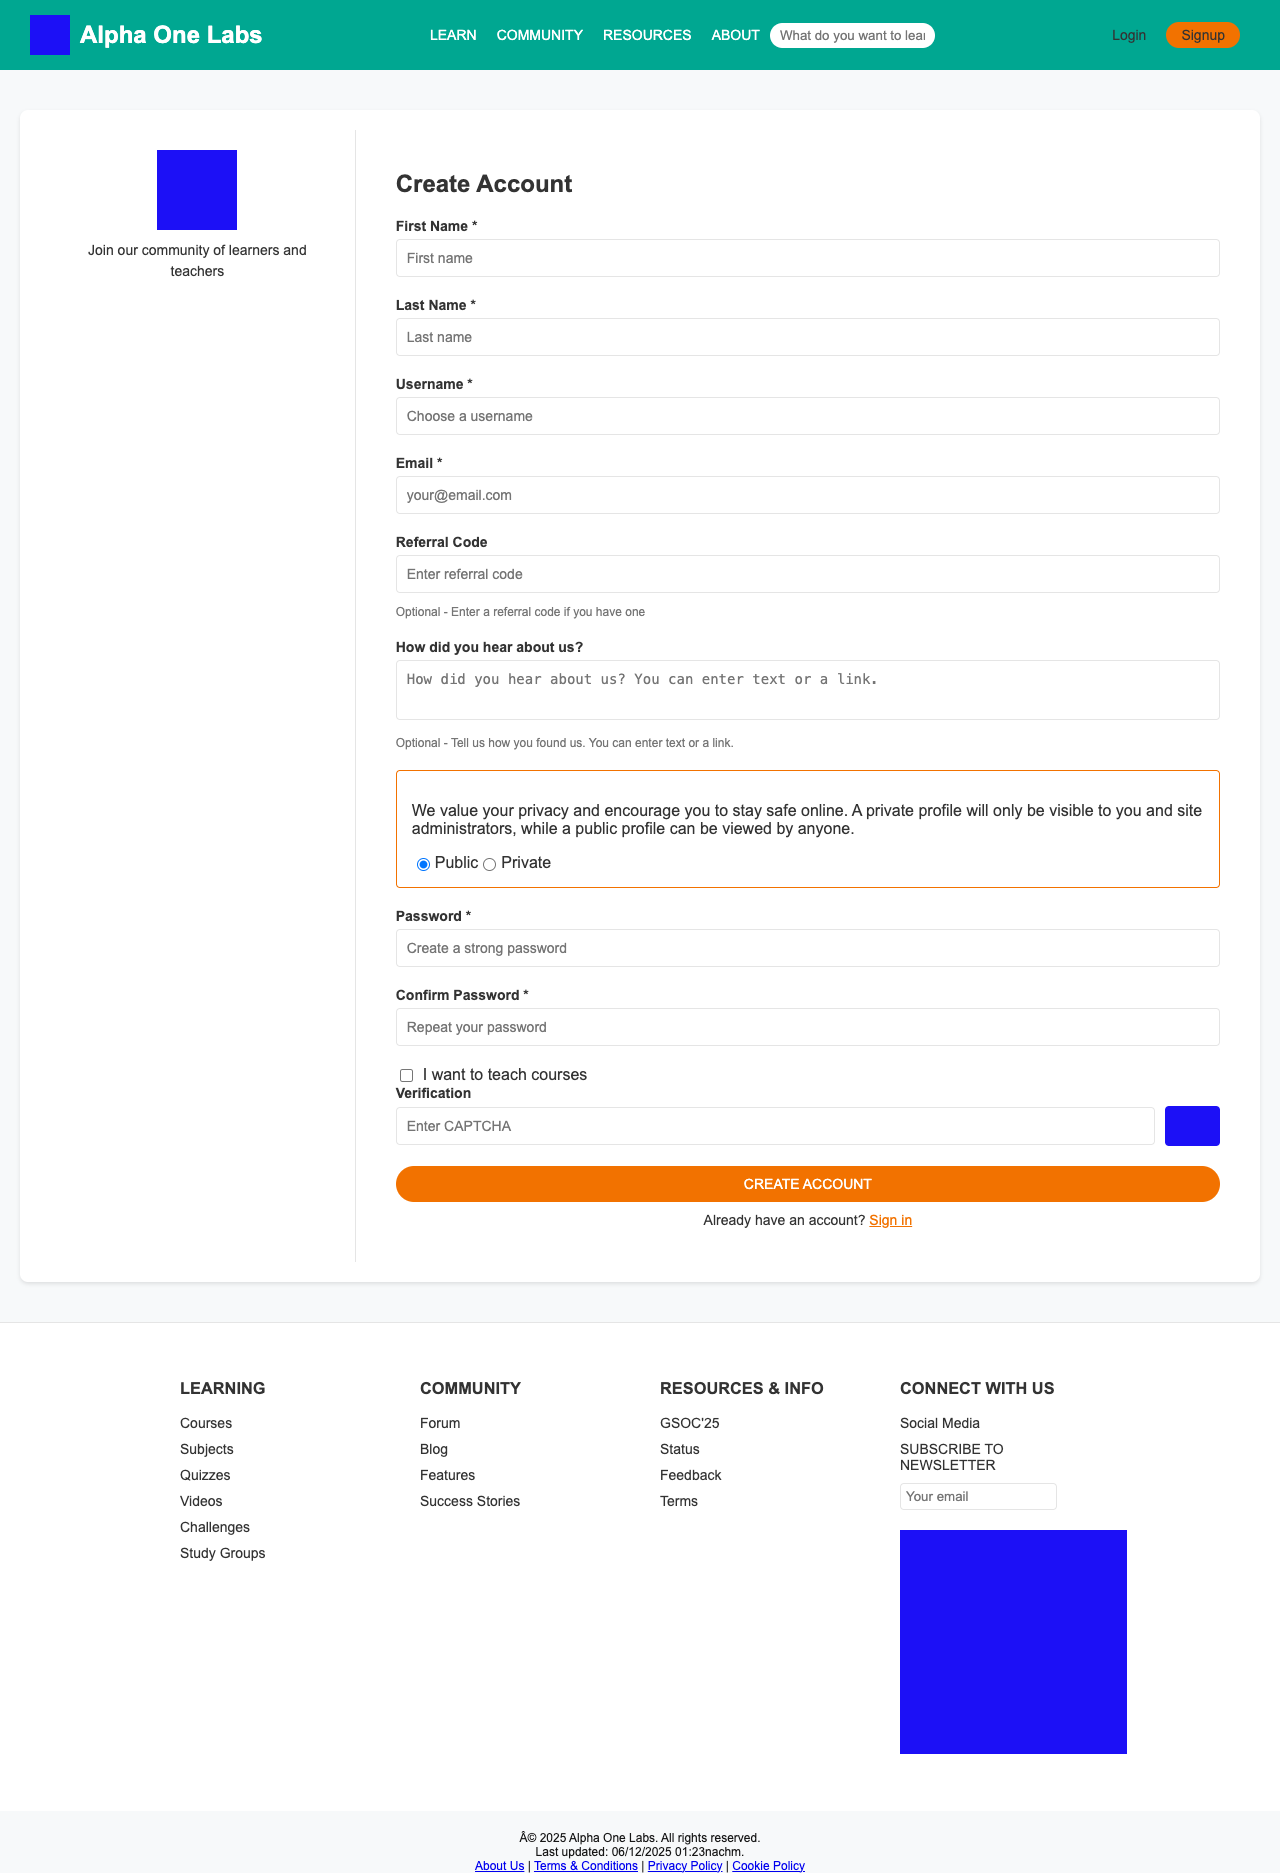 Alpha One Labs
LEARN COMMUNITY RESOURCES ABOUT What do you want to lear Login Signup
Join our community of learners and
teachers
Create Account
First Name *
First name
Last Name *
Last name
Username *
Choose a username
Email *
your@email.com
Referral Code
Enter referral code
Optional - Enter a referral code if you have one
How did you hear about us?
How did you hear about us? You can enter text or a link.
Optional - Tell us how you found us. You can enter text or a link.
We value your privacy and encourage you to stay safe online. A private profile will only be visible to you and site
administrators, while a public profile can be viewed by anyone.
Public Private
Password *
Create a strong password
Confirm Password *
Repeat your password
I want to teach courses
Verification
Enter CAPTCHA
CREATE ACCOUNT
Already have an account? Sign in
LEARNING
Courses
Subjects
Quizzes
Videos
Challenges
Study Groups
COMMUNITY
Forum
Blog
Features
Success Stories
RESOURCES & INFO
GSOC'25
Status
Feedback
Terms
CONNECT WITH US
Social Media
SUBSCRIBE TO
NEWSLETTER
Your email
Â© 2025 Alpha One Labs. All rights reserved.
Last updated: 06/12/2025 01:23nachm.
About Us | Terms & Conditions | Privacy Policy | Cookie Policy